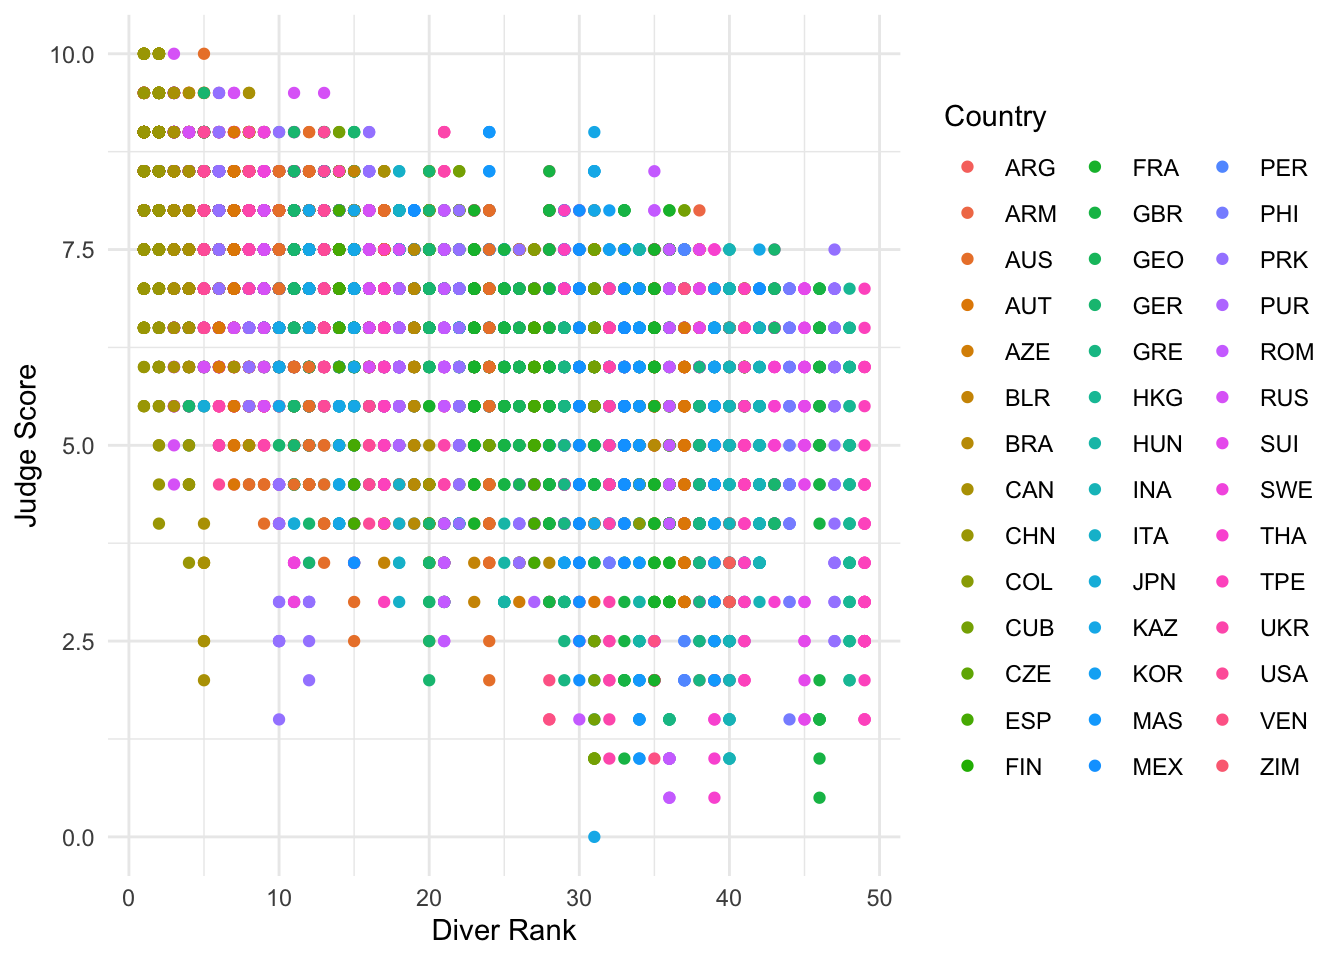 10.0
7.5
5.0
2.5
0.0
Judge Score
0 10 20 30 40 50
Diver Rank
Country
ARG FRA PER
ARM GBR PHI
AUS GEO PRK
AUT GER PUR
AZE GRE ROM
BLR HKG RUS
BRA HUN SUI
CAN INA SWE
CHN ITA THA
COL JPN TPE
CUB KAZ UKR
CZE KOR USA
ESP MAS VEN
FIN MEX ZIM